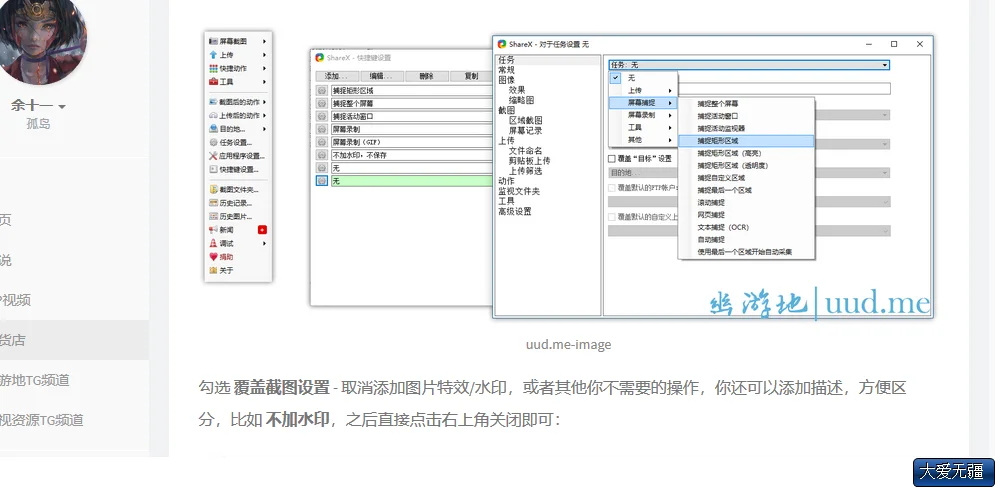 余十一
孤岛
页
说
P视频
货店
游地TG频道
视资源TG频道
屏幕截图
上传
快捷动作
工具
截图后的动作
上传后的动作
目的地...
任务设置...
应用程序设置...
快捷键设置...
截图文件夹...
历史记录...
历史图片...
新闻
+
调试
捐助
关于
ShareX - 快捷键设置
添加... 编辑... 删除 复制
捕捉矩形区域
捕捉整个屏幕
捕捉活动窗口
屏幕录制
屏幕录制（GIF）
不加水印；不保存
无
无
ShareX - 对于任务设置 无
任务
常规
图像
效果
缩略图
截图
区域截图
屏幕记录
上传
文件命名
剪贴板上传
上传筛选
动作
监视文件夹
工具
高级设置
任务：无
无
上传
屏幕捕捉
屏幕录制
工具
其他
捕捉整个屏幕
捕捉活动窗口
捕捉活动监视器
捕捉矩形区域
捕捉矩形区域（高亮）
捕捉矩形区域（透明度）
捕捉自定义区域
捕捉最后一个区域
滚动捕捉
网页捕捉
文本捕捉（OCR）
自动捕捉
使用最后一个区域开始自动采集
覆盖“目标”设置
目的地
覆盖默认的FTP帐户:
覆盖默认的自定义上
幽游地|uud.me
uud.me-image
勾选 覆盖截图设置 - 取消添加图片特效/水印，或者其他你不需要的操作，你还可以添加描述，方便区
分，比如 不加水印，之后直接点击右上角关闭即可：
大爱无疆